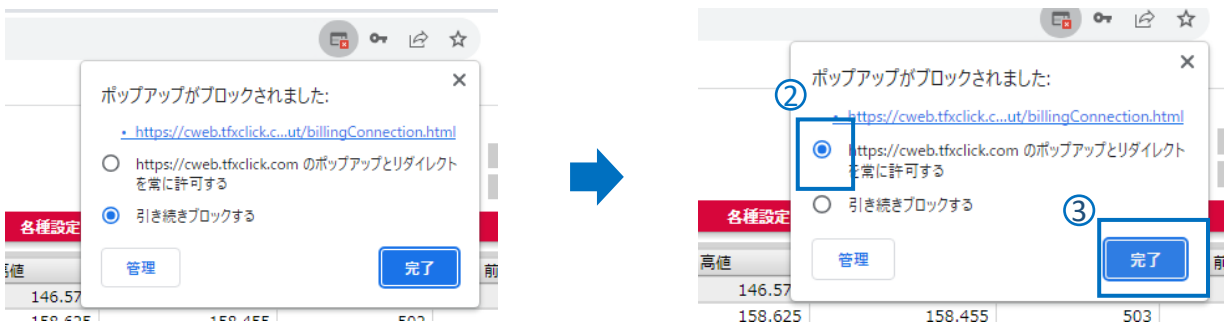 ポップアップがブロックされました:
・ https://cweb.tfxclick.c...ut/billingConnection.html
https://cweb.tfxclick.com のポップアップとリダイレクト
を常に許可する
引き続きブロックする
管理
完了
各種設定
高値
前
146.57
158.625
158.455
503
ポップアップがブロックされました:
②
・ https://cweb.tfxclick.c...ut/billingConnection.html
https://cweb.tfxclick.com のポップアップとリダイレクト
を常に許可する
引き続きブロックする
③
管理
完了
各種設定
高値
前
146.57
158.625
158.455
503